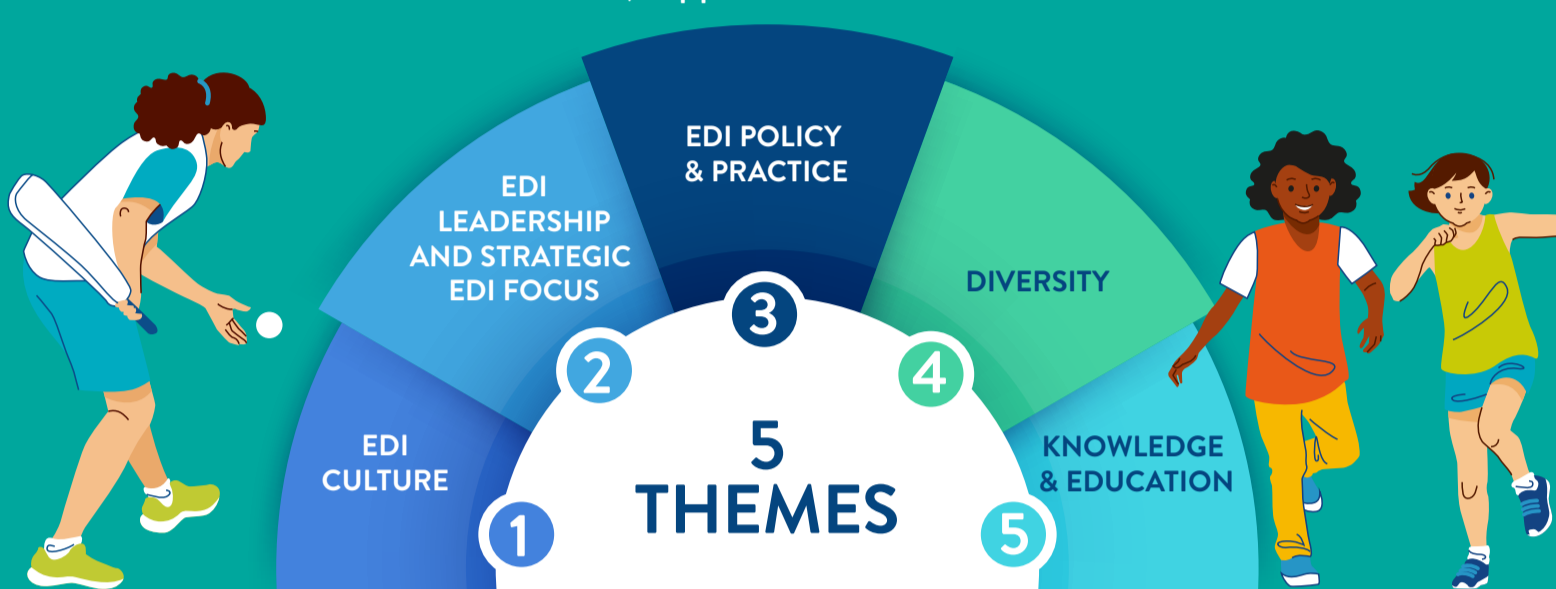 EDI
CULTURE
1
EDI
LEADERSHIP
AND STRATEGIC
EDI FOCUS
2
EDI POLICY
& PRACTICE
3
DIVERSITY
4
KNOWLEDGE
& EDUCATION
5
5
THEMES